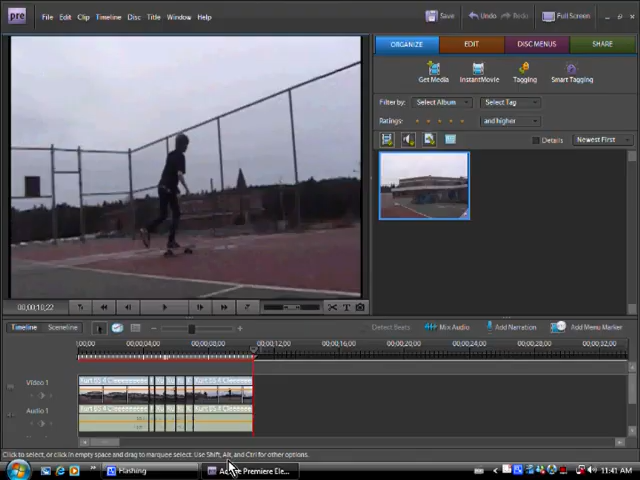 pre File Edit Clip Timeline Disc Title Window Help Save Undo Redo Full Screen
ORGANIZE EDIT DISC MENUS SHARE
Get Media InstantMovie Tagging Smart Tagging
Filter by: Select Album Select Tag
Ratings: and higher
Details Newest First
00;00;10;22
Timeline Sceneline Detect Beats Mix Audio Add Narration Add Menu Marker
00;00;04;00 00;00;08;00 00;00;12;00 00;00;16;00 00;00;20;00 00;00;24;00 00;00;28;00 00;00;32;00
Video 1
Audio 1
Click to select, or click in empty space and drag to marquee select. Use Shift, Alt, and Ctrl for other options.
Flashing
Premiere Ele...
11:41 AM